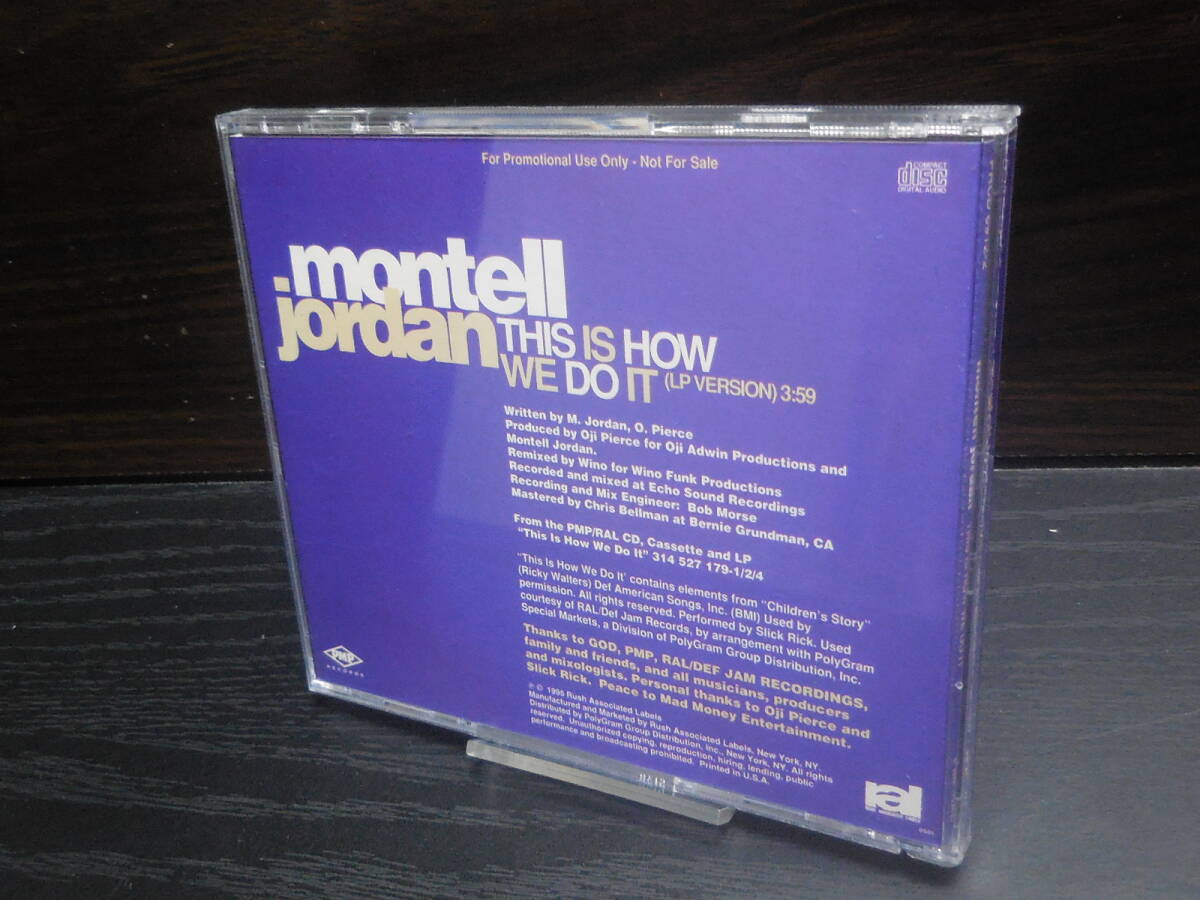 For Promotional Use Only - Not For Sale
COMPACT
disc
DIGITAL AUDIO
montell
jordan
THIS IS HOW
WE DO IT (LP VERSION) 3:59
Written by M. Jordan, O. Pierce
Produced by Oji Pierce for Oji Adwin Productions and
Montell Jordan.
Remixed by Wino for Wino Funk Productions
Recorded and mixed at Echo Sound Recordings
Recording and Mix Engineer: Bob Morse
Mastered by Chris Bellman at Bernie Grundman, CA
From the PMP/RAL CD, Cassette and LP
"This Is How We Do It" 314 527 179-1/2/4
"This Is How We Do It' contains elements from "Children's Story"
(Ricky Walters) Def American Songs, Inc. (BMI) Used by
permission. All rights reserved. Performed by Slick Rick. Used
courtesy of RAL/Def Jam Records, by arrangement with PolyGram
Special Markets, a Division of PolyGram Group Distribution, Inc.
Thanks to GOD, PMP, RAL/DEF JAM RECORDINGS,
family and friends, and all musicians, producers
and mixologists. Personal thanks to Oji Pierce and
Slick Rick. Peace to Mad Money Entertainment.
℗ © 1995 Rush Associated Labels
Manufactured and Marketed by Rush Associated Labels, New York, NY.
Distributed by PolyGram Group Distribution, Inc., New York, NY. All rights
reserved. Unauthorized copying, reproduction, hiring, lending, public
performance and broadcasting prohibited. Printed in U.S.A.
PMP
RECORDS
ral